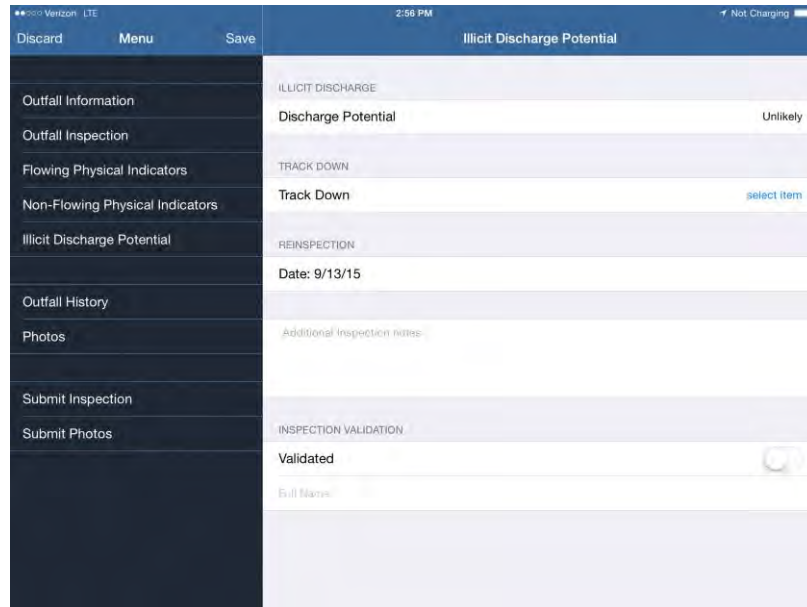 Verizon LTE 2:56 PM Not Charging
Discard Menu Save Illicit Discharge Potential
Outfall Information
Outfall Inspection
Flowing Physical Indicators
Non-Flowing Physical Indicators
Illicit Discharge Potential
Outfall History
Photos
Submit Inspection
Submit Photos
ILLICIT DISCHARGE
Discharge Potential Unlikely
TRACK DOWN
Track Down select item
REINSPECTION
Date: 9/13/15
Additional Inspection notes
INSPECTION VALIDATION
Validated
Full Name